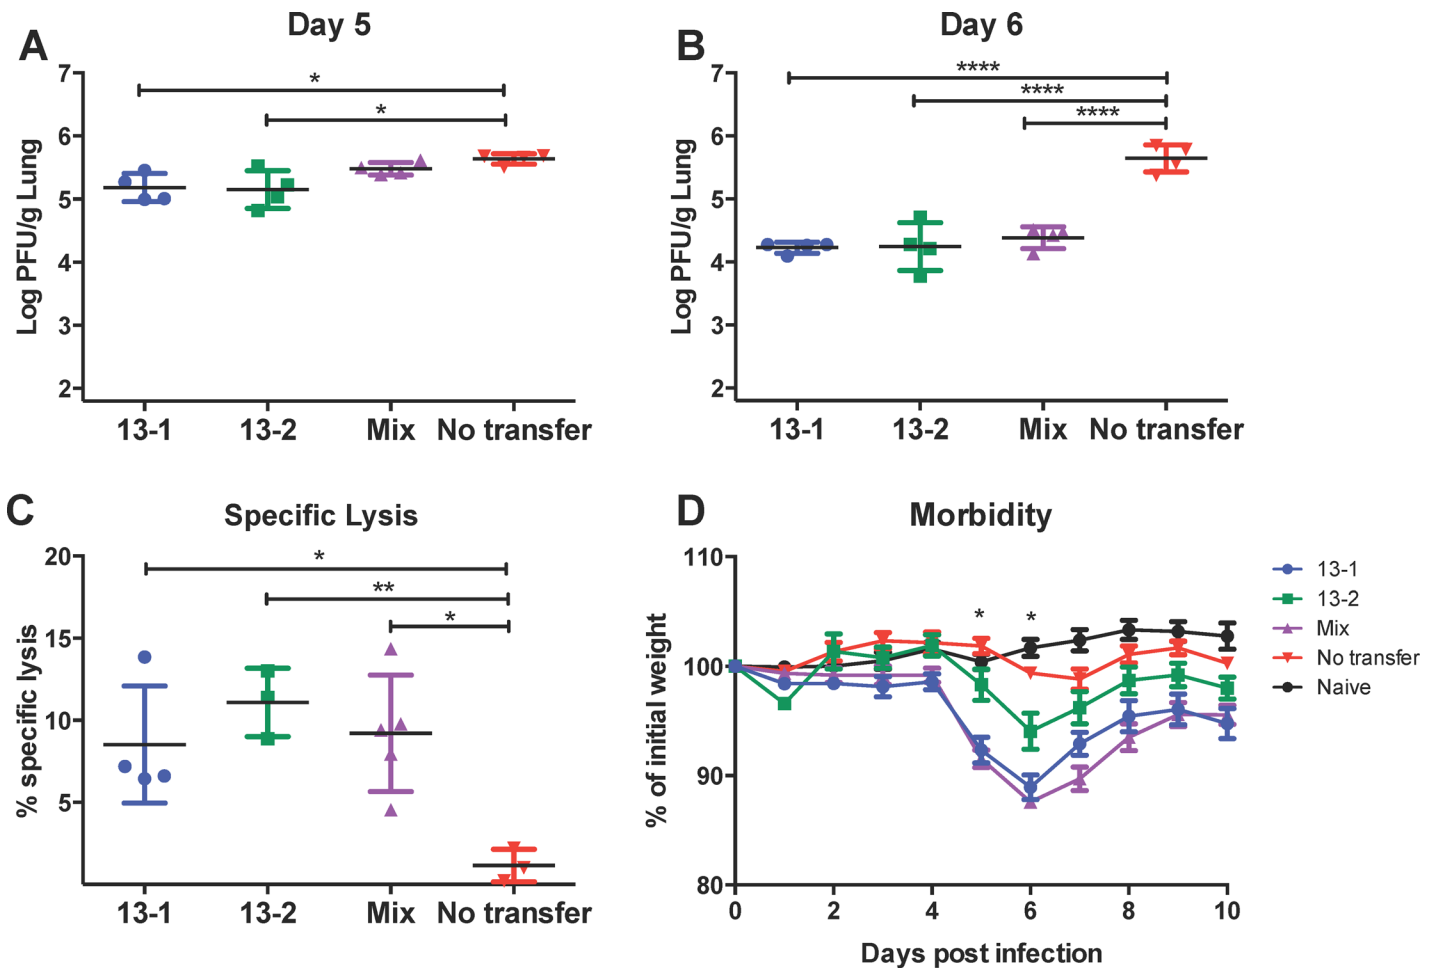 A
Day 5
Log PFU/g Lung
7
6
5
4
3
2
*
*
13-1
13-2
Mix
No transfer
B
Day 6
Log PFU/g Lung
7
6
5
4
3
2
****
****
****
13-1
13-2
Mix
No transfer
C
Specific Lysis
% specific lysis
20
15
10
5
*
**
*
13-1
13-2
Mix
No transfer
D
Morbidity
% of initial weight
110
100
90
80
*
*
0
2
4
6
8
10
Days post infection
13-1
13-2
Mix
No transfer
Naive